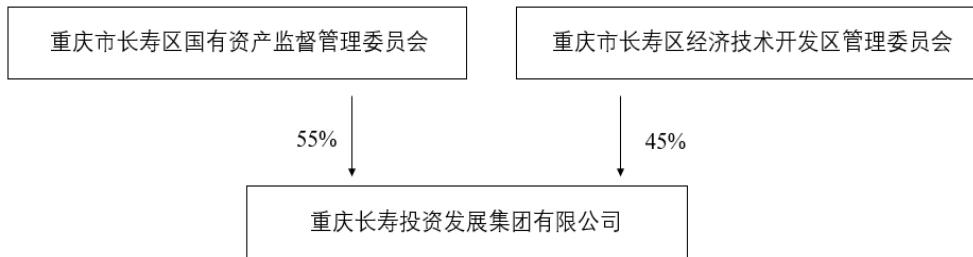 重庆市长寿区国有资产监督管理委员会
重庆市长寿区经济技术开发区管理委员会
55%
45%
重庆长寿投资发展集团有限公司